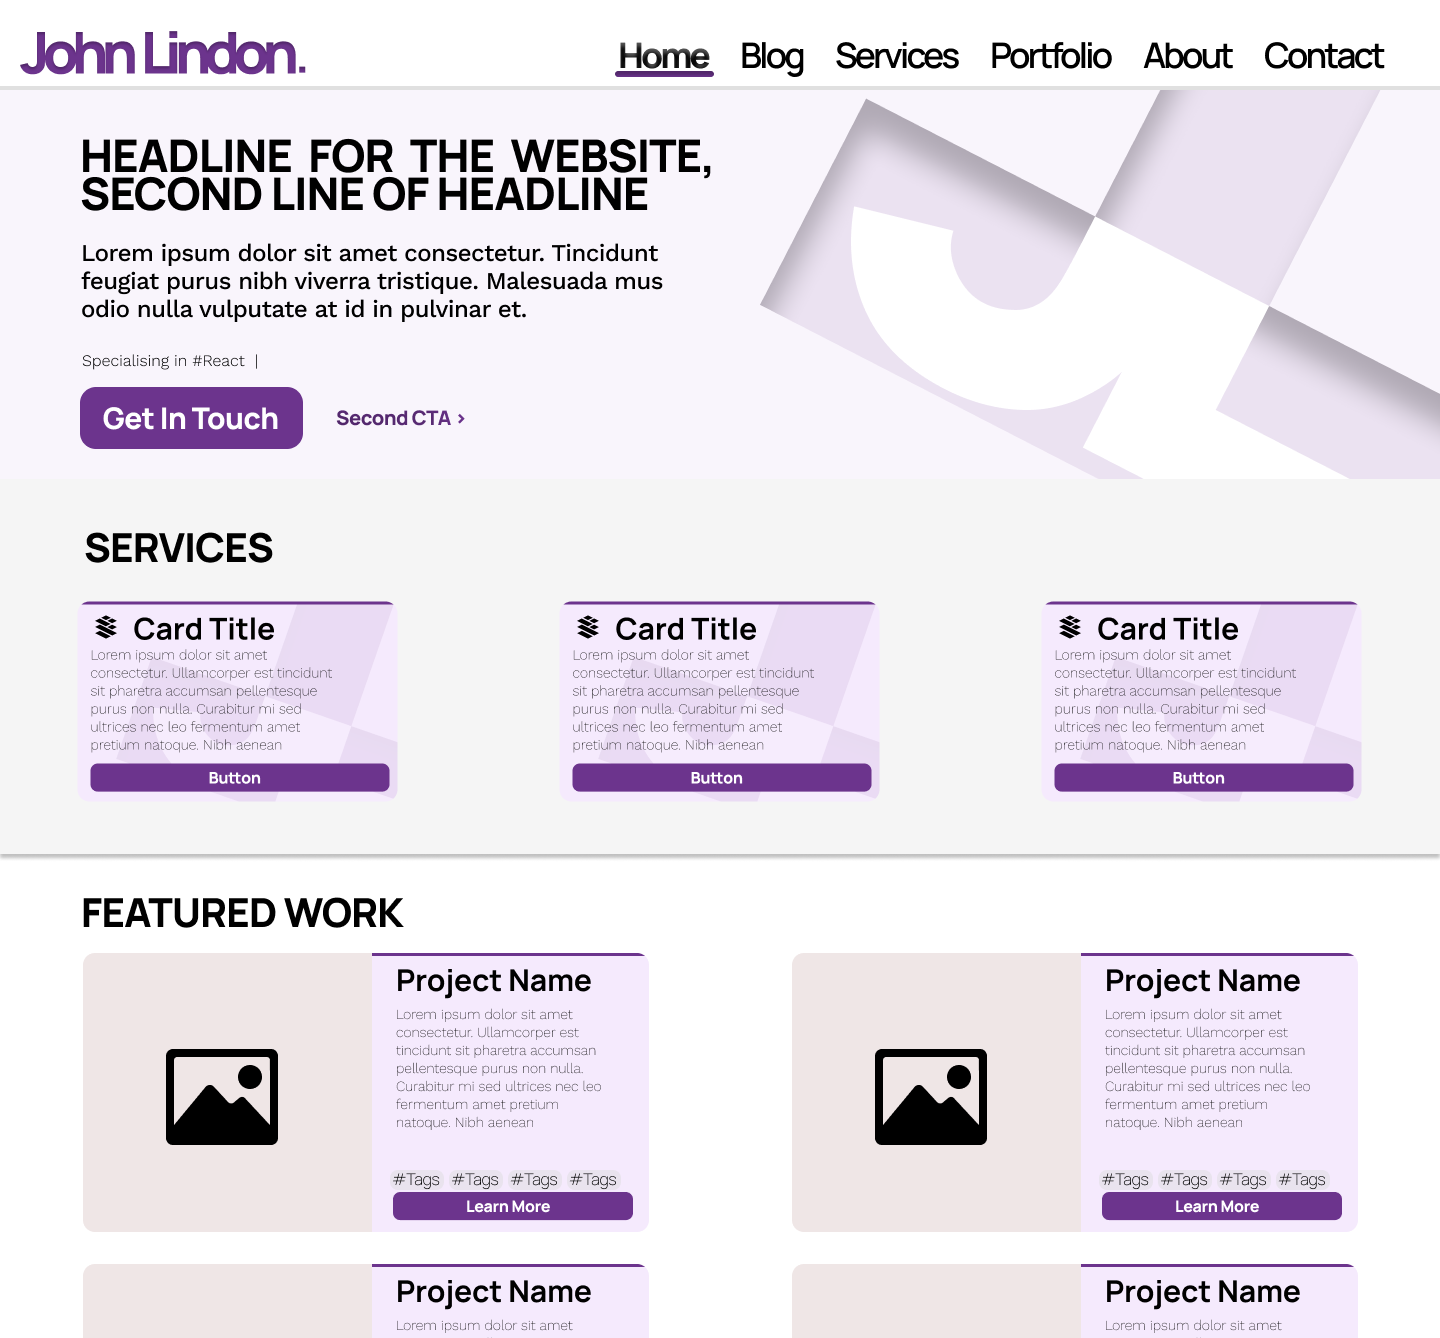 John Lindon.
Home Blog Services Portfolio About Contact
HEADLINE FOR THE WEBSITE,
SECOND LINE OF HEADLINE
Lorem ipsum dolor sit amet consectetur. Tincidunt
feugiat purus nibh viverra tristique. Malesuada mus
odio nulla vulputate at id in pulvinar et.
Specialising in #React |
Get In Touch
Second CTA >
SERVICES
Card Title
Lorem ipsum dolor sit amet
consectetur. Ullamcorper est tincidunt
sit pharetra accumsan pellentesque
purus non nulla. Curabitur mi sed
ultrices nec leo fermentum amet
pretium natoque. Nibh aenean
Button
Card Title
Lorem ipsum dolor sit amet
consectetur. Ullamcorper est tincidunt
sit pharetra accumsan pellentesque
purus non nulla. Curabitur mi sed
ultrices nec leo fermentum amet
pretium natoque. Nibh aenean
Button
Card Title
Lorem ipsum dolor sit amet
consectetur. Ullamcorper est tincidunt
sit pharetra accumsan pellentesque
purus non nulla. Curabitur mi sed
ultrices nec leo fermentum amet
pretium natoque. Nibh aenean
Button
FEATURED WORK
Project Name
Lorem ipsum dolor sit amet
consectetur. Ullamcorper est
tincidunt sit pharetra accumsan
pellentesque purus non nulla.
Curabitur mi sed ultrices nec leo
fermentum amet pretium
natoque. Nibh aenean
#Tags #Tags #Tags #Tags
Learn More
Project Name
Lorem ipsum dolor sit amet
consectetur. Ullamcorper est
tincidunt sit pharetra accumsan
pellentesque purus non nulla.
Curabitur mi sed ultrices nec leo
fermentum amet pretium
natoque. Nibh aenean
#Tags #Tags #Tags #Tags
Learn More
Project Name
Lorem ipsum dolor sit amet
Project Name
Lorem ipsum dolor sit amet